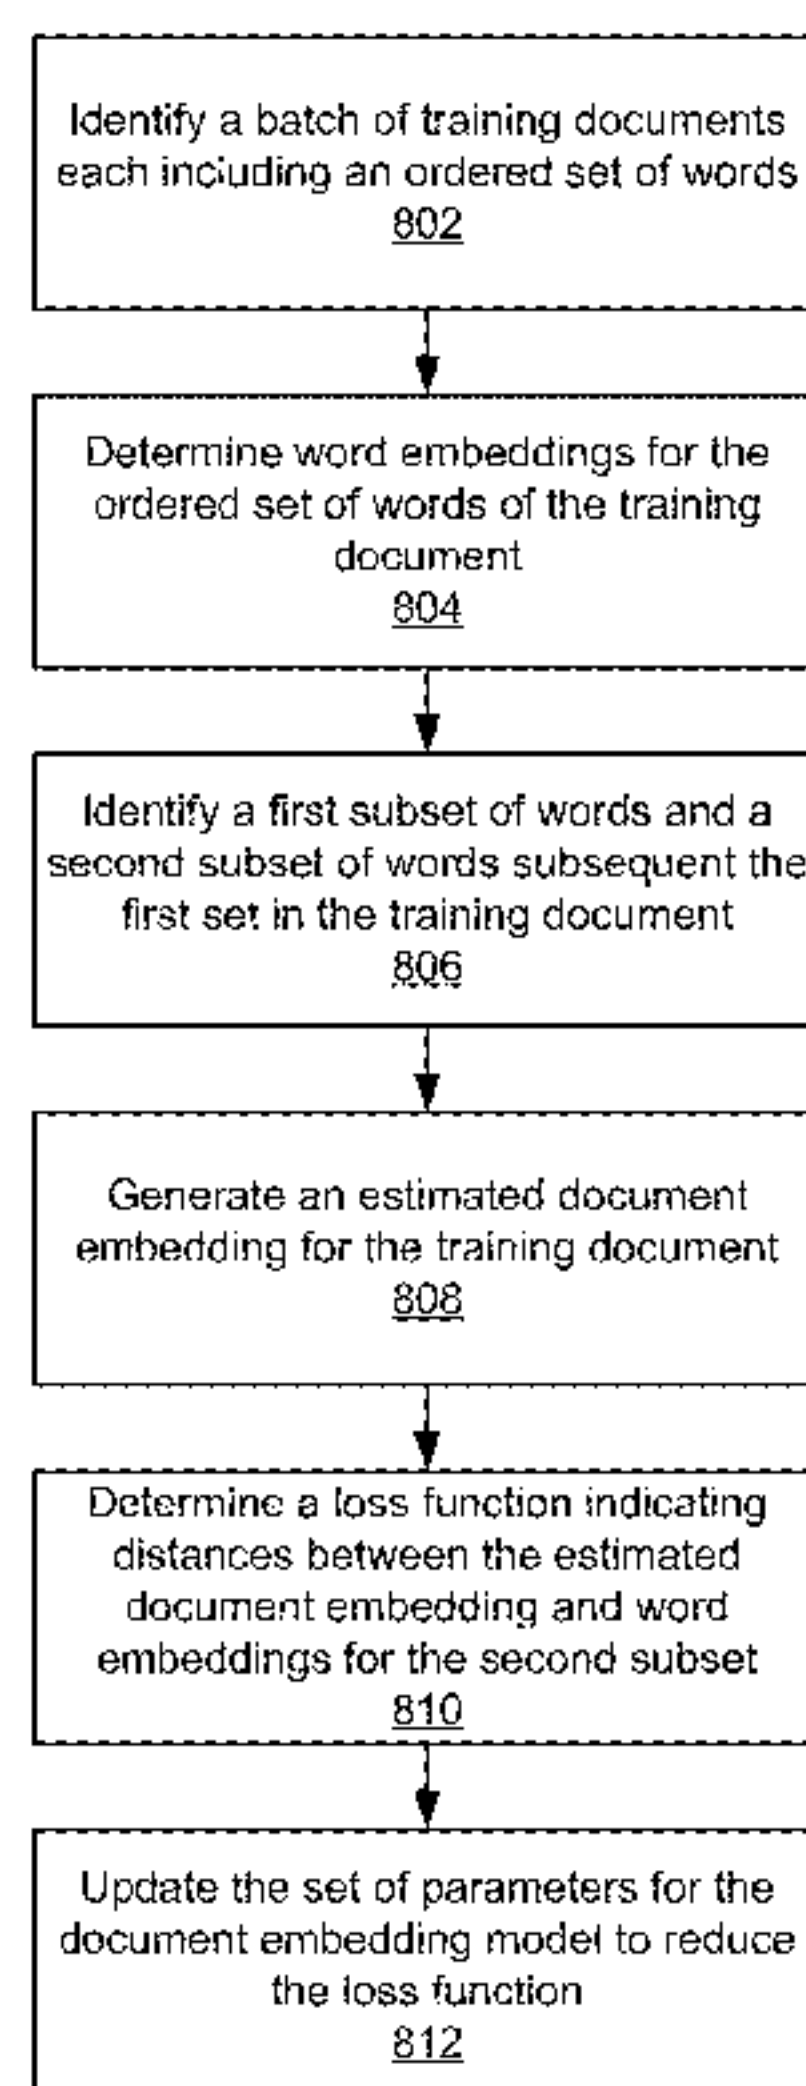 Identify a batch of training documents
each including an ordered set of words
802
Determine word embeddings for the
ordered set of words of the training
document
804
Identify a first subset of words and a
second subset of words subsequent the
first set in the training document
806
Generate an estimated document
embedding for the training document
808
Determine a loss function indicating
distances between the estimated
document embedding and word
embeddings for the second subset
810
Update the set of parameters for the
document embedding model to reduce
the loss function
812